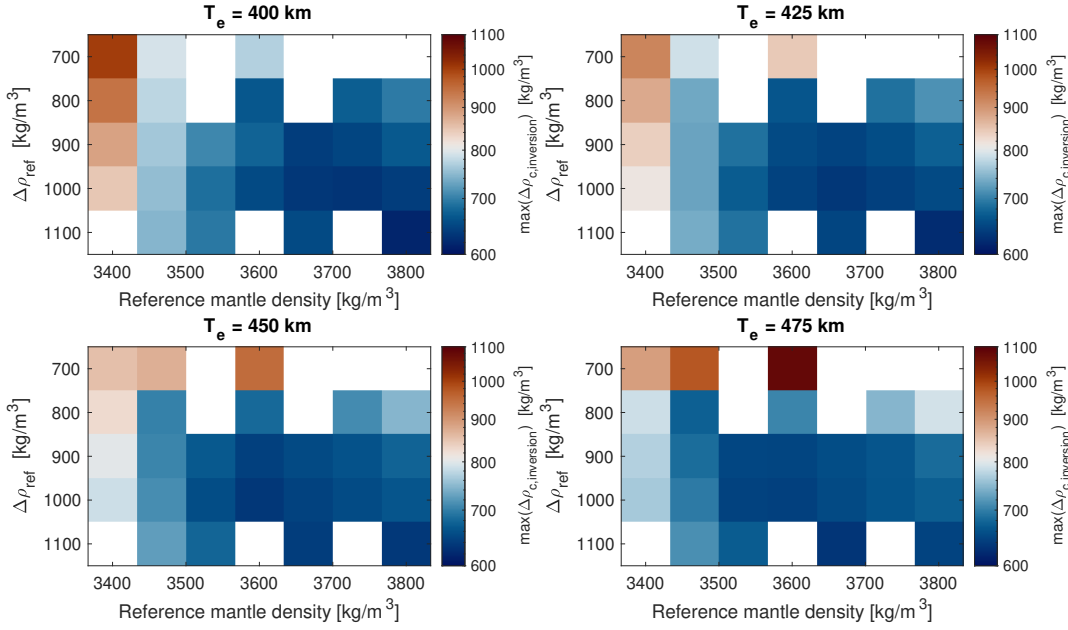 T_e = 400 km
700
800
900
1000
1100
Δρ_ref [kg/m^3]
3400 3500 3600 3700 3800
Reference mantle density [kg/m^3]
1100
1000
900
800
700
600
max(Δρ_c,inversion) [kg/m^3]
T_e = 425 km
700
800
900
1000
1100
Δρ_ref [kg/m^3]
3400 3500 3600 3700 3800
Reference mantle density [kg/m^3]
1100
1000
900
800
700
600
max(Δρ_c,inversion) [kg/m^3]
T_e = 450 km
700
800
900
1000
1100
Δρ_ref [kg/m^3]
3400 3500 3600 3700 3800
Reference mantle density [kg/m^3]
1100
1000
900
800
700
600
max(Δρ_c,inversion) [kg/m^3]
T_e = 475 km
700
800
900
1000
1100
Δρ_ref [kg/m^3]
3400 3500 3600 3700 3800
Reference mantle density [kg/m^3]
1100
1000
900
800
700
600
max(Δρ_c,inversion) [kg/m^3]